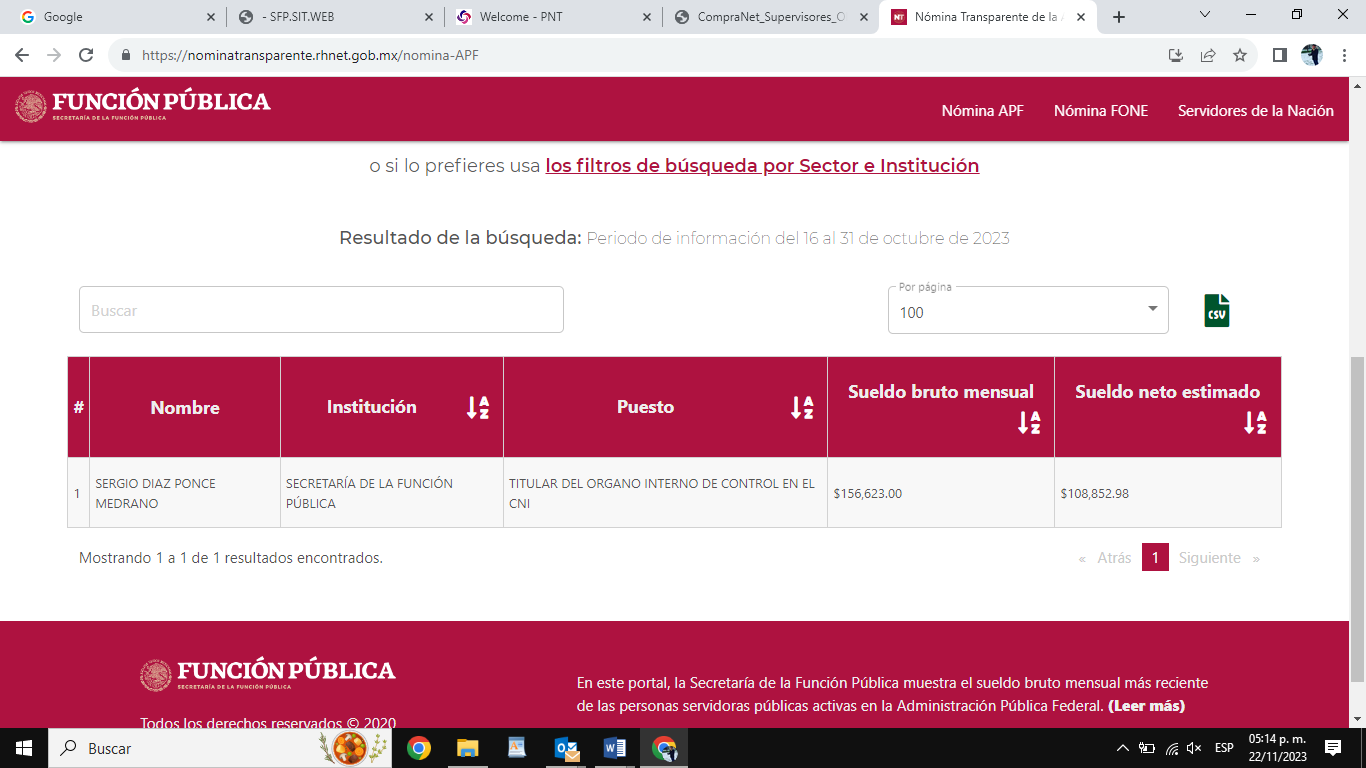 Google
- SFP.SIT.WEB
Welcome - PNT
CompraNet_Supervisores_O
Nómina Transparente de la A
https://nominatransparente.rhnet.gob.mx/nomina-APF
FUNCIÓN PÚBLICA
SECRETARÍA DE LA FUNCIÓN PÚBLICA
Nómina APF
Nómina FONE
Servidores de la Nación
o si lo prefieres usa los filtros de búsqueda por Sector e Institución
Resultado de la búsqueda: Periodo de información del 16 al 31 de octubre de 2023
Buscar
Por página
100
CSV
# Nombre Institución Puesto Sueldo bruto mensual Sueldo neto estimado
1 SERGIO DIAZ PONCE MEDRANO SECRETARÍA DE LA FUNCIÓN PÚBLICA TITULAR DEL ORGANO INTERNO DE CONTROL EN EL CNI $156,623.00 $108,852.98
Mostrando 1 a 1 de 1 resultados encontrados.
« Atrás 1 Siguiente »
FUNCIÓN PÚBLICA
SECRETARÍA DE LA FUNCIÓN PÚBLICA
Todos los derechos reservados © 2020
En este portal, la Secretaría de la Función Pública muestra el sueldo bruto mensual más reciente
de las personas servidoras públicas activas en la Administración Pública Federal. (Leer más)
Buscar
ESP
05:14 p. m.
22/11/2023